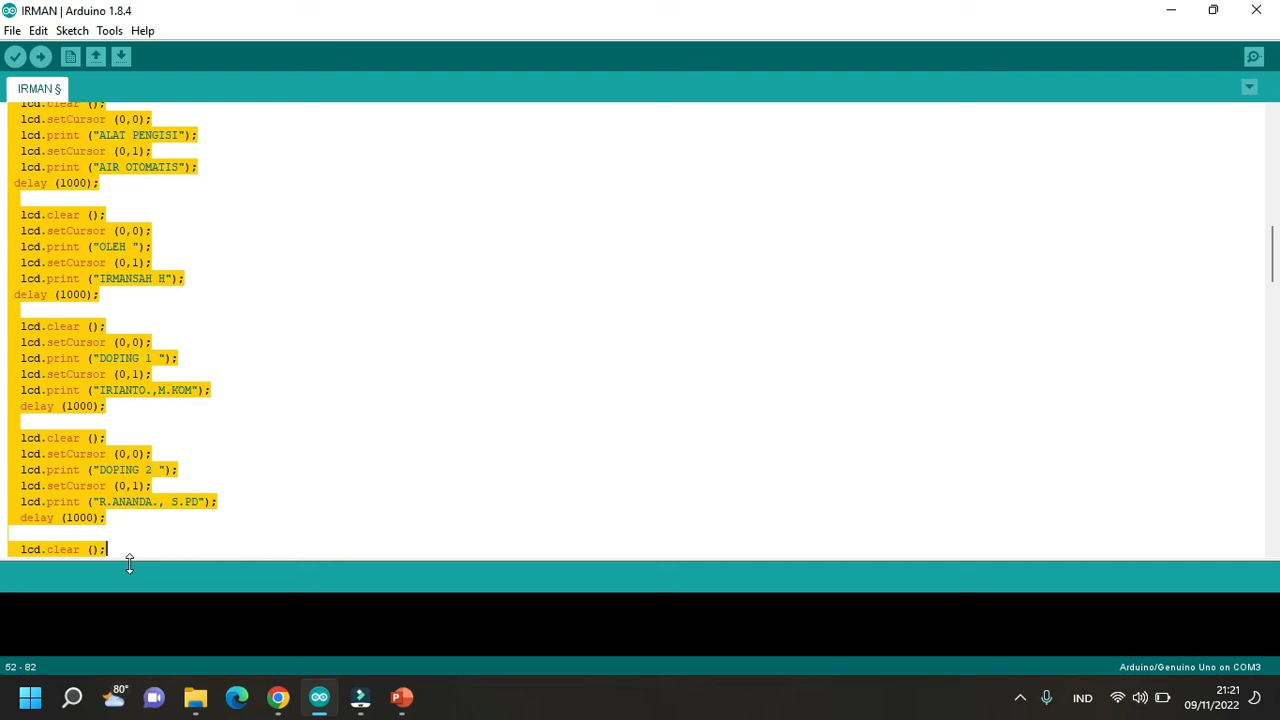 IRMAN | Arduino 1.8.4
File Edit Sketch Tools Help
IRMAN §
lcd.clear ();
lcd.setCursor (0,0);
lcd.print ("ALAT PENGISI");
lcd.setCursor (0,1);
lcd.print ("AIR OTOMATIS");
delay (1000);
lcd.clear ();
lcd.setCursor (0,0);
lcd.print ("OLEH ");
lcd.setCursor (0,1);
lcd.print ("IRMANSAH H");
delay (1000);
lcd.clear ();
lcd.setCursor (0,0);
lcd.print ("DOPING 1 ");
lcd.setCursor (0,1);
lcd.print ("IRIANTO.,M.KOM");
delay (1000);
lcd.clear ();
lcd.setCursor (0,0);
lcd.print ("DOPING 2 ");
lcd.setCursor (0,1);
lcd.print ("R.ANANDA., S.PD");
delay (1000);
lcd.clear ();
52 - 82
Arduino/Genuino Uno on COM3
80°
IND
21:21
09/11/2022